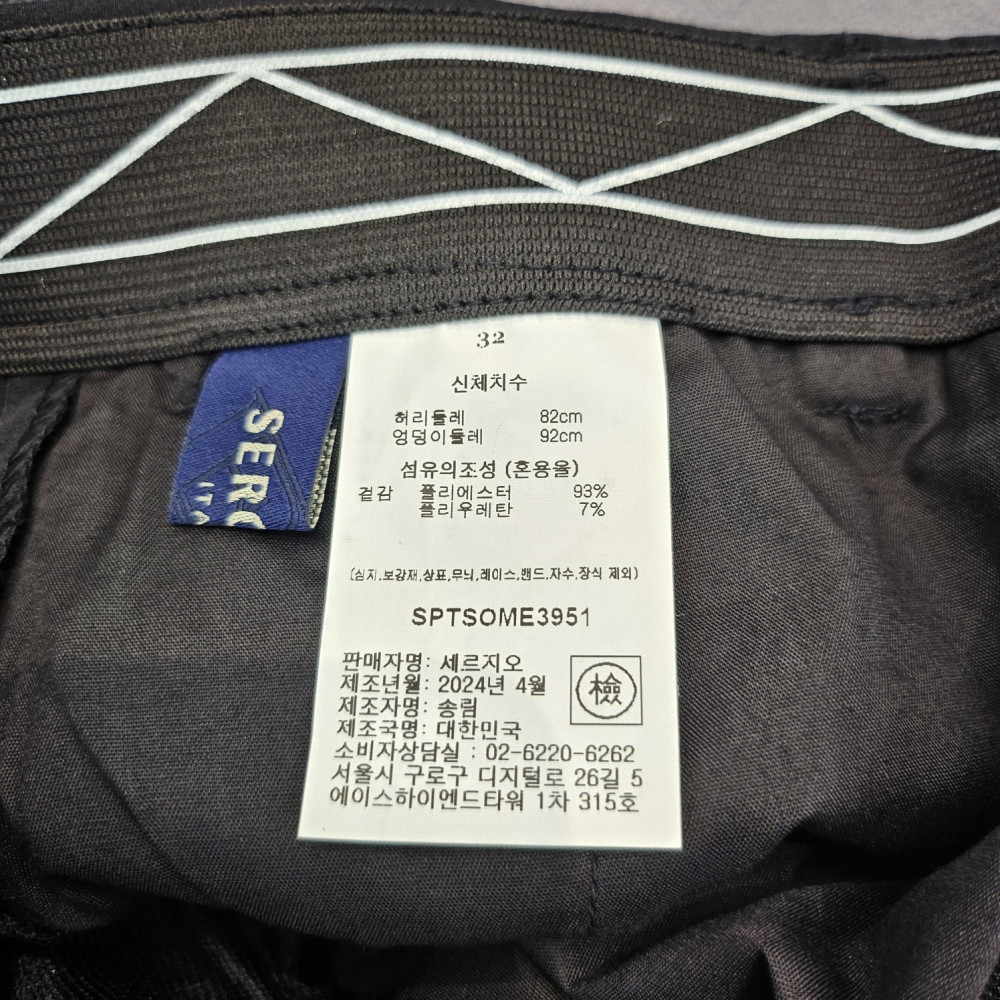 32
신체치수
허리둘레 82cm
엉덩이둘레 92cm
섬유의조성 (혼용율)
겉감 폴리에스터 93%
폴리우레탄 7%
(심지,보강재,상표,무늬,레이스,밴드,자수,장식 제외)
SPTSOME3951
판매자명: 세르지오
제조년월: 2024년 4월
제조자명: 송림
제조국명: 대한민국
檢
소비자상담실 : 02-6220-6262
서울시 구로구 디지털로 26길 5
에이스하이엔드타워 1차 315호
SERG
IT